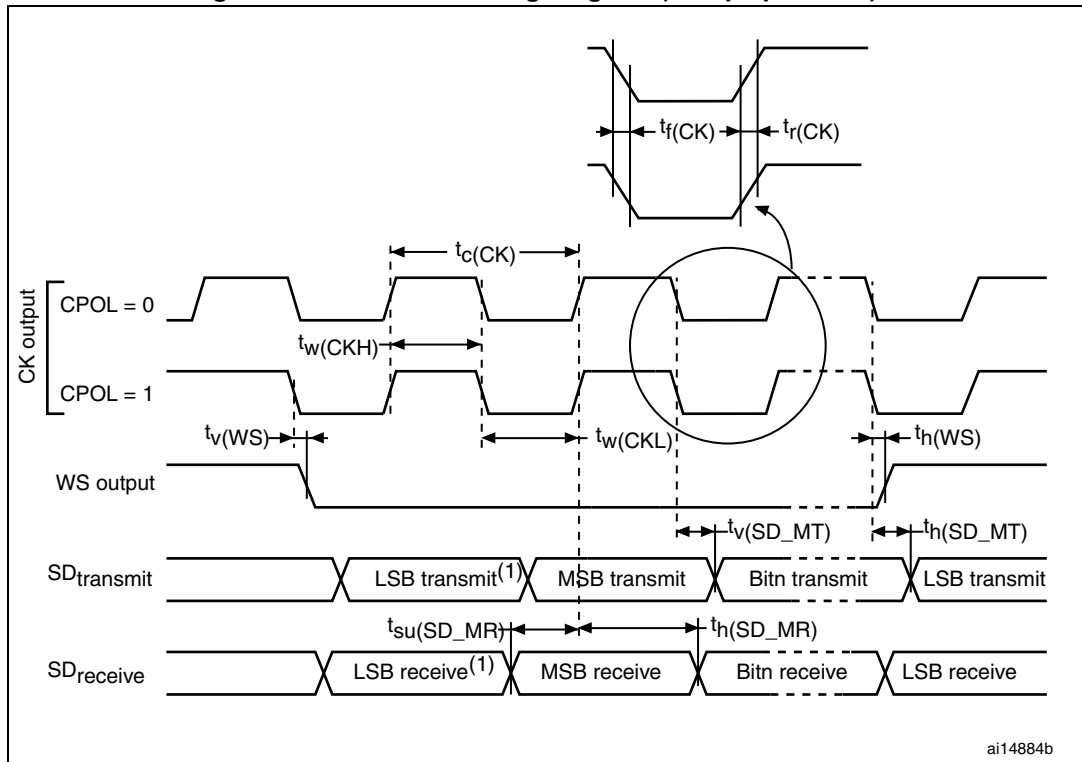 tf(CK)
tr(CK)
tc(CK)
CK output
CPOL = 0
tw(CKH)
CPOL = 1
tv(WS)
tw(CKL)
th(WS)
WS output
tv(SD_MT)
th(SD_MT)
SDtransmit
LSB transmit(1)
MSB transmit
Bitn transmit
LSB transmit
tsu(SD_MR)
th(SD_MR)
SDreceive
LSB receive(1)
MSB receive
Bitn receive
LSB receive
ai14884b